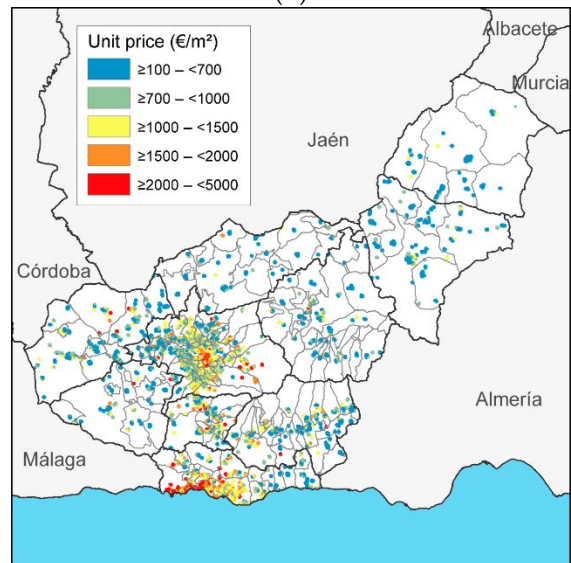 Unit price (€/m²)
≥100 – <700
≥700 – <1000
≥1000 – <1500
≥1500 – <2000
≥2000 – <5000
Albacete
Murcia
Jaén
Córdoba
Almería
Málaga